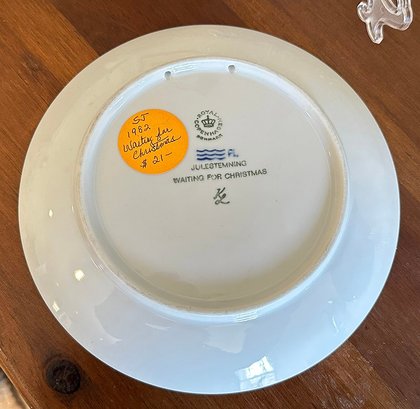 SJ
1982
Waiting for
Christmas
$21-
ROYAL
COPENHAGEN
DENMARK
JULESTEMNING
WAITING FOR CHRISTMAS